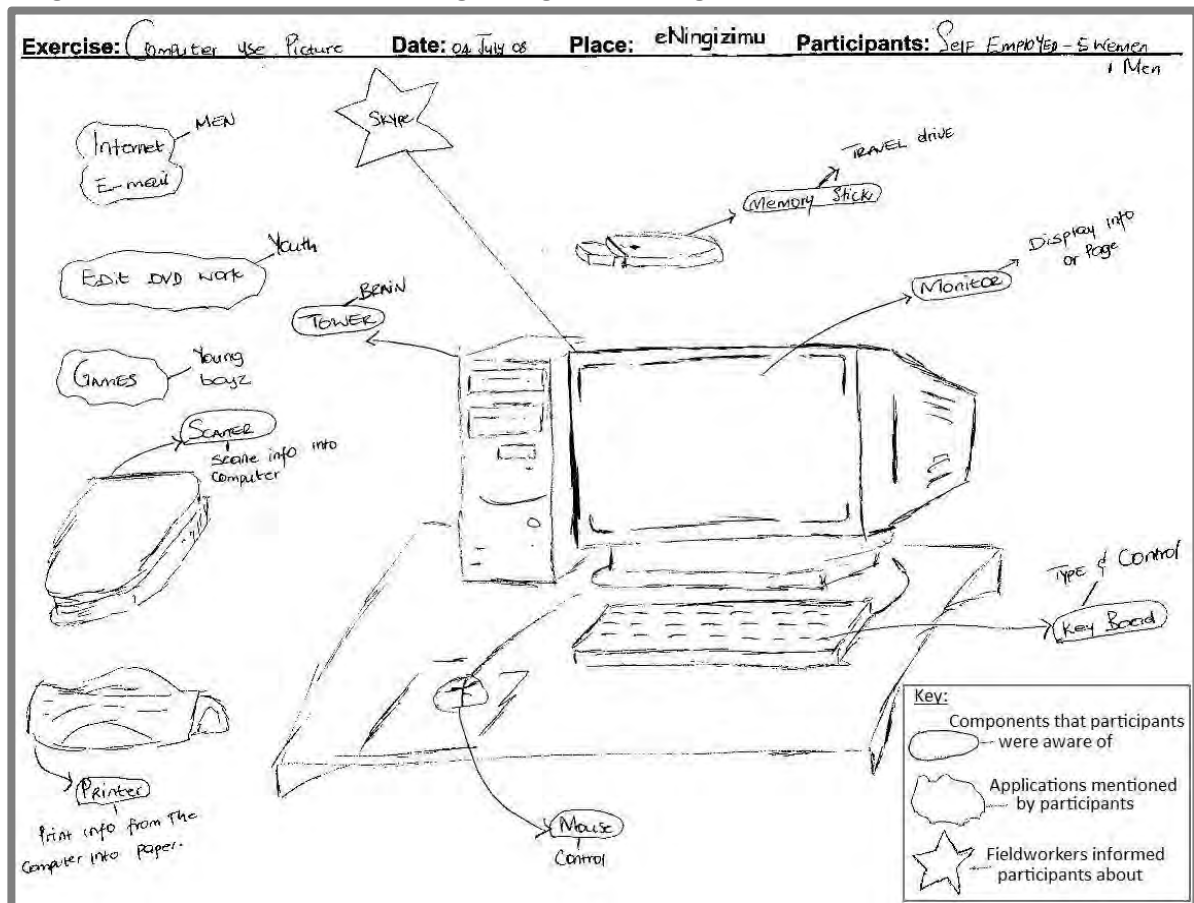 Exercise: Computer use Picture Date: 04 July 08 Place: eNingizimu Participants: Self Employed - 5 Women
1 Men
Internet
E-mail
MEN
SKYPE
TRAVEL drive
Memory Stick
Youth
EDit DVD work
Display info
or Page
Monitor
BRAIN
TOWER
GAMES
Young
boyz
SCANER
scane info into
computer
TYPE & Control
Key Board
Printer
Print info from The
Computer into paper.
Mouse
Control
Key:
Components that participants
were aware of
Applications mentioned
by participants
Fieldworkers informed
participants about